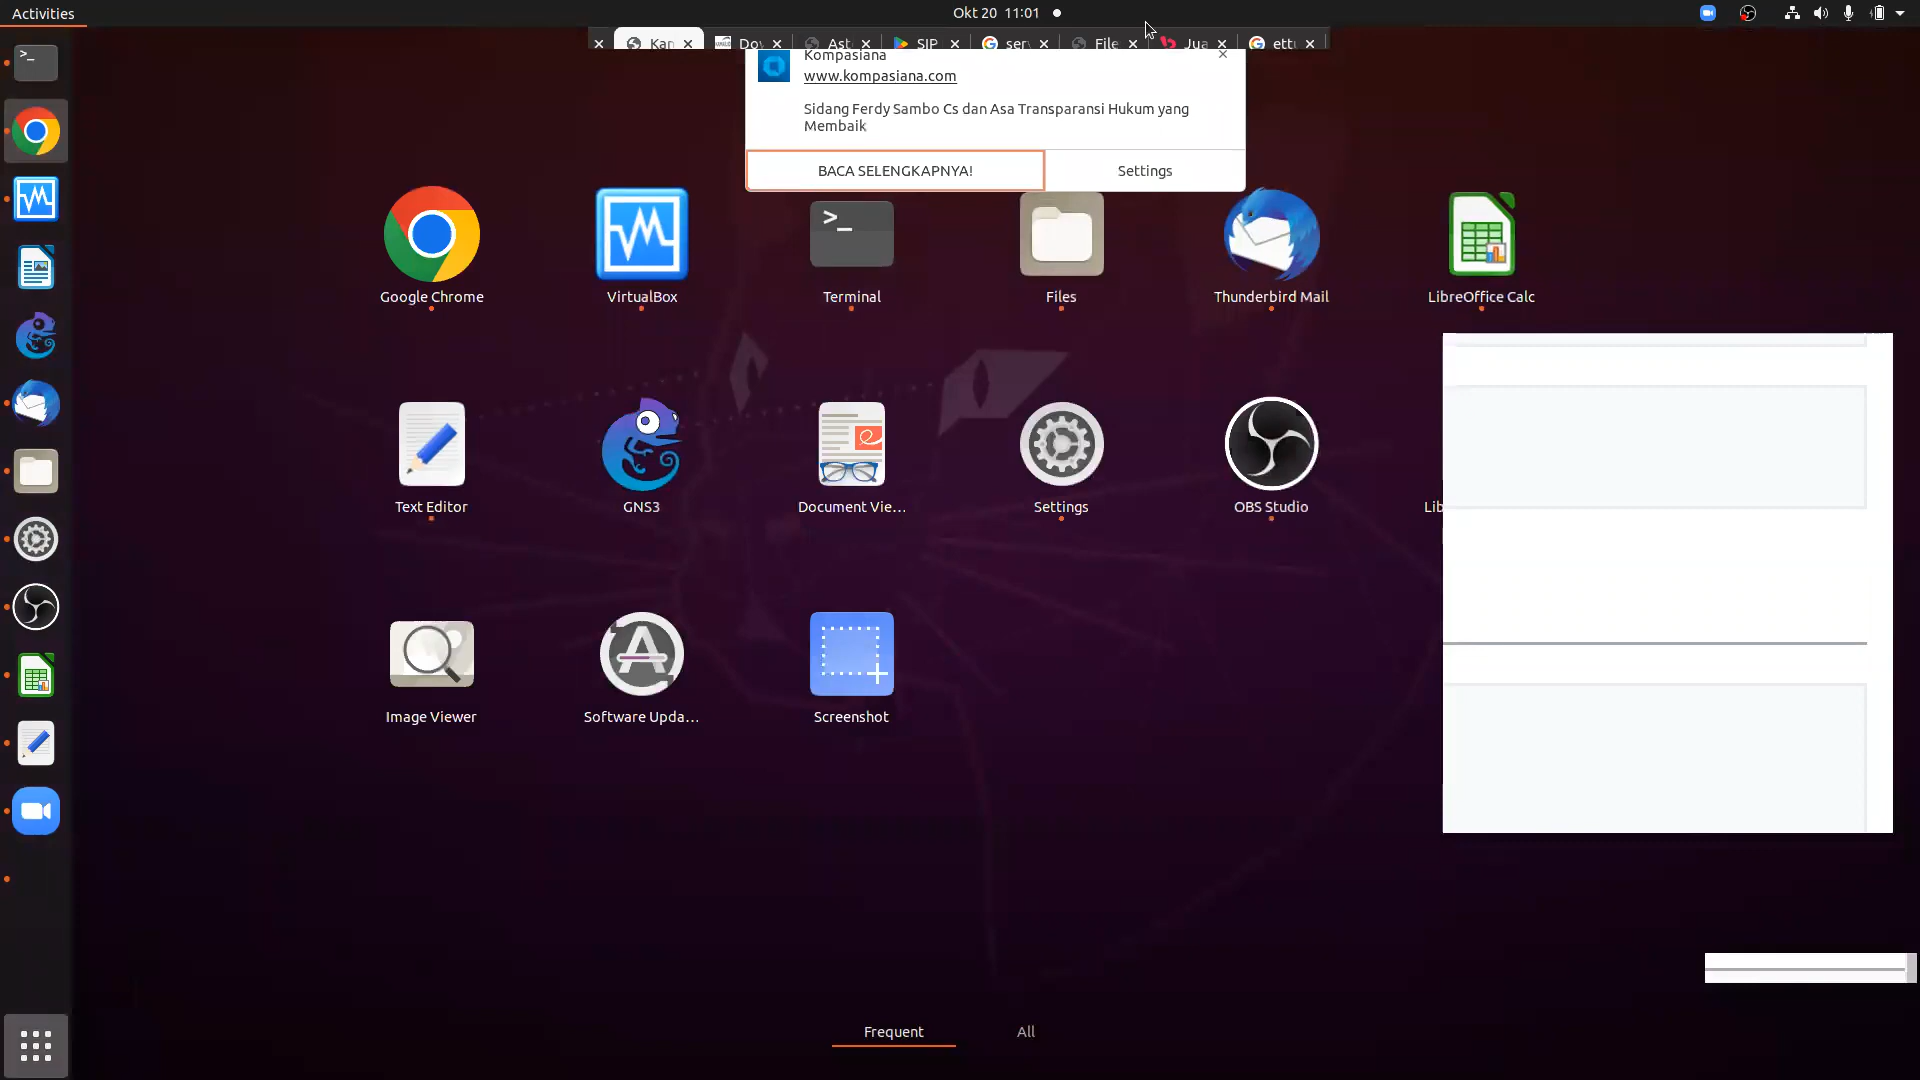 Activities
Okt 20 11:01
Kan
Dov
Ast
SIP
ser
File
Jua
ett
Kompasiana
www.kompasiana.com
Sidang Ferdy Sambo Cs dan Asa Transparansi Hukum yang
Membaik
BACA SELENGKAPNYA!
Settings
Google Chrome
VirtualBox
Terminal
Files
Thunderbird Mail
LibreOffice Calc
Text Editor
GNS3
Document Vie...
Settings
OBS Studio
Lib
Image Viewer
Software Upda...
Screenshot
Frequent
All